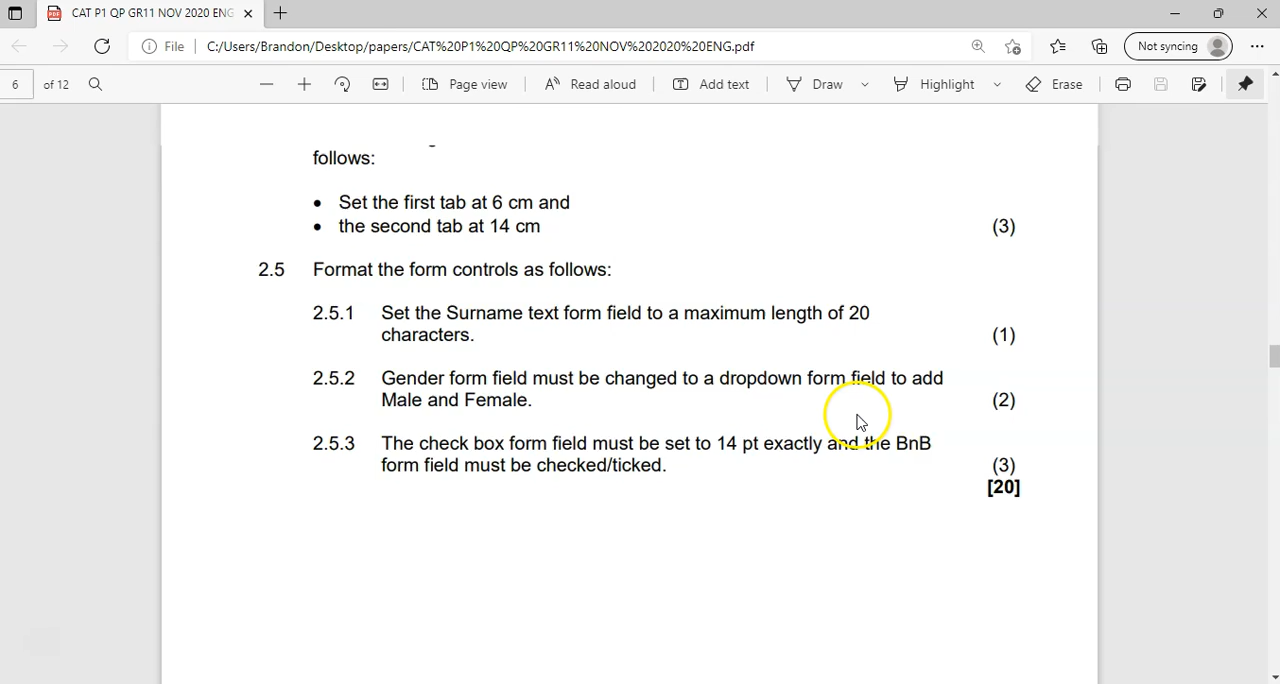 CAT P1 QP GR11 NOV 2020 ENG
File C:/Users/Brandon/Desktop/papers/CAT%20P1%20QP%20GR11%20NOV%202020%20ENG.pdf Not syncing
6 of 12 Page view Read aloud Add text Draw Highlight Erase
follows:
• Set the first tab at 6 cm and
• the second tab at 14 cm (3)
2.5 Format the form controls as follows:
2.5.1 Set the Surname text form field to a maximum length of 20
characters. (1)
2.5.2 Gender form field must be changed to a dropdown form field to add
Male and Female. (2)
2.5.3 The check box form field must be set to 14 pt exactly and the BnB
form field must be checked/ticked. (3)
[20]